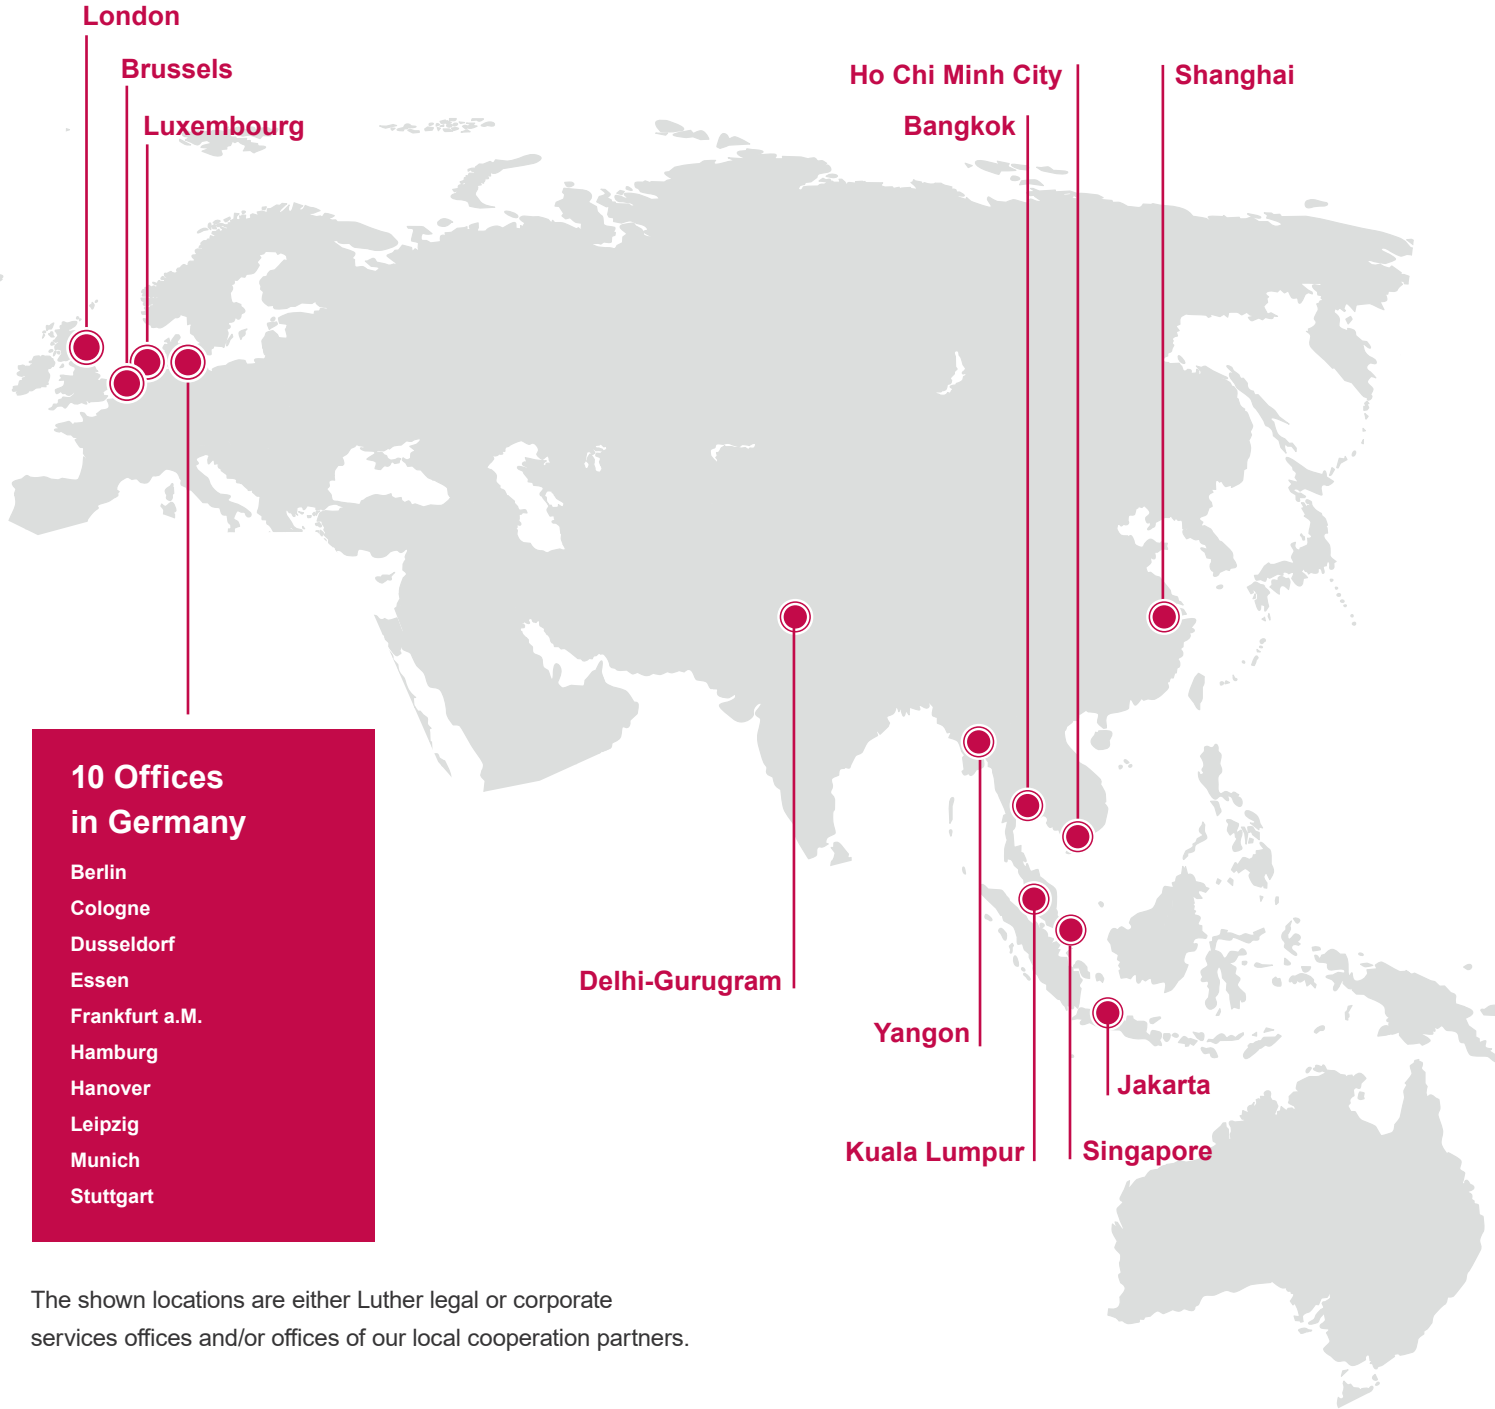 London
Brussels
Luxembourg
Ho Chi Minh City
Shanghai
Bangkok
10 Offices
in Germany
Berlin
Cologne
Dusseldorf
Essen
Frankfurt a.M.
Hamburg
Hanover
Leipzig
Munich
Stuttgart
Delhi-Gurugram
Yangon
Jakarta
Kuala Lumpur
Singapore
The shown locations are either Luther legal or corporate
services offices and/or offices of our local cooperation partners.